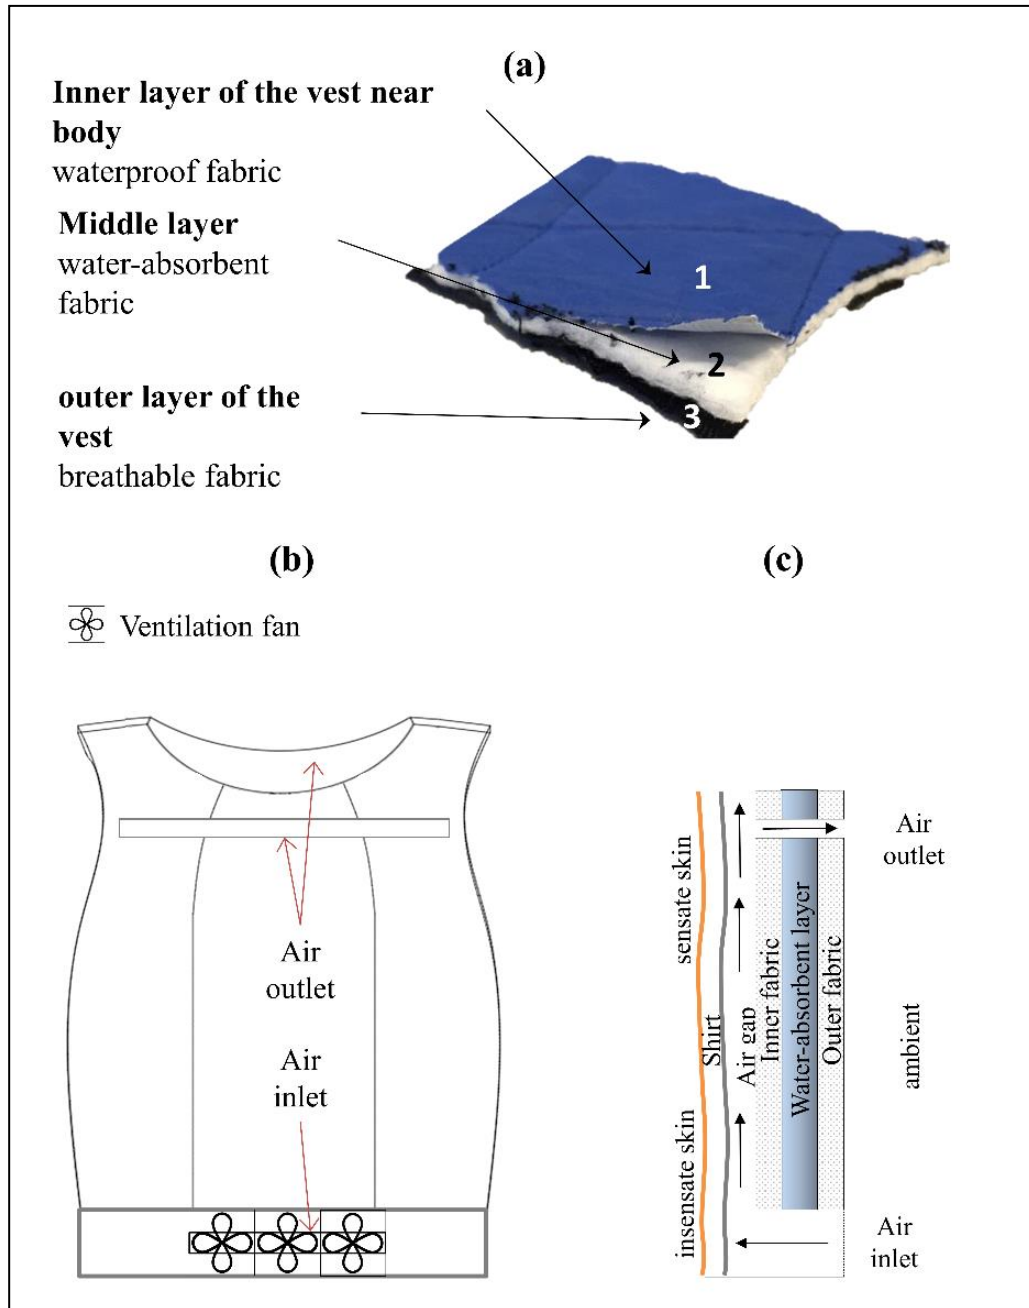 (a)
Inner layer of the vest near
body
waterproof fabric
Middle layer
water-absorbent
fabric
outer layer of the
vest
breathable fabric
1
2
3
(b)
Ventilation fan
Air
outlet
Air
inlet
(c)
sensate skin
insensate skin
Shirt
Air gap
Inner fabric
Water-absorbent layer
Outer fabric
ambient
Air
outlet
Air
inlet